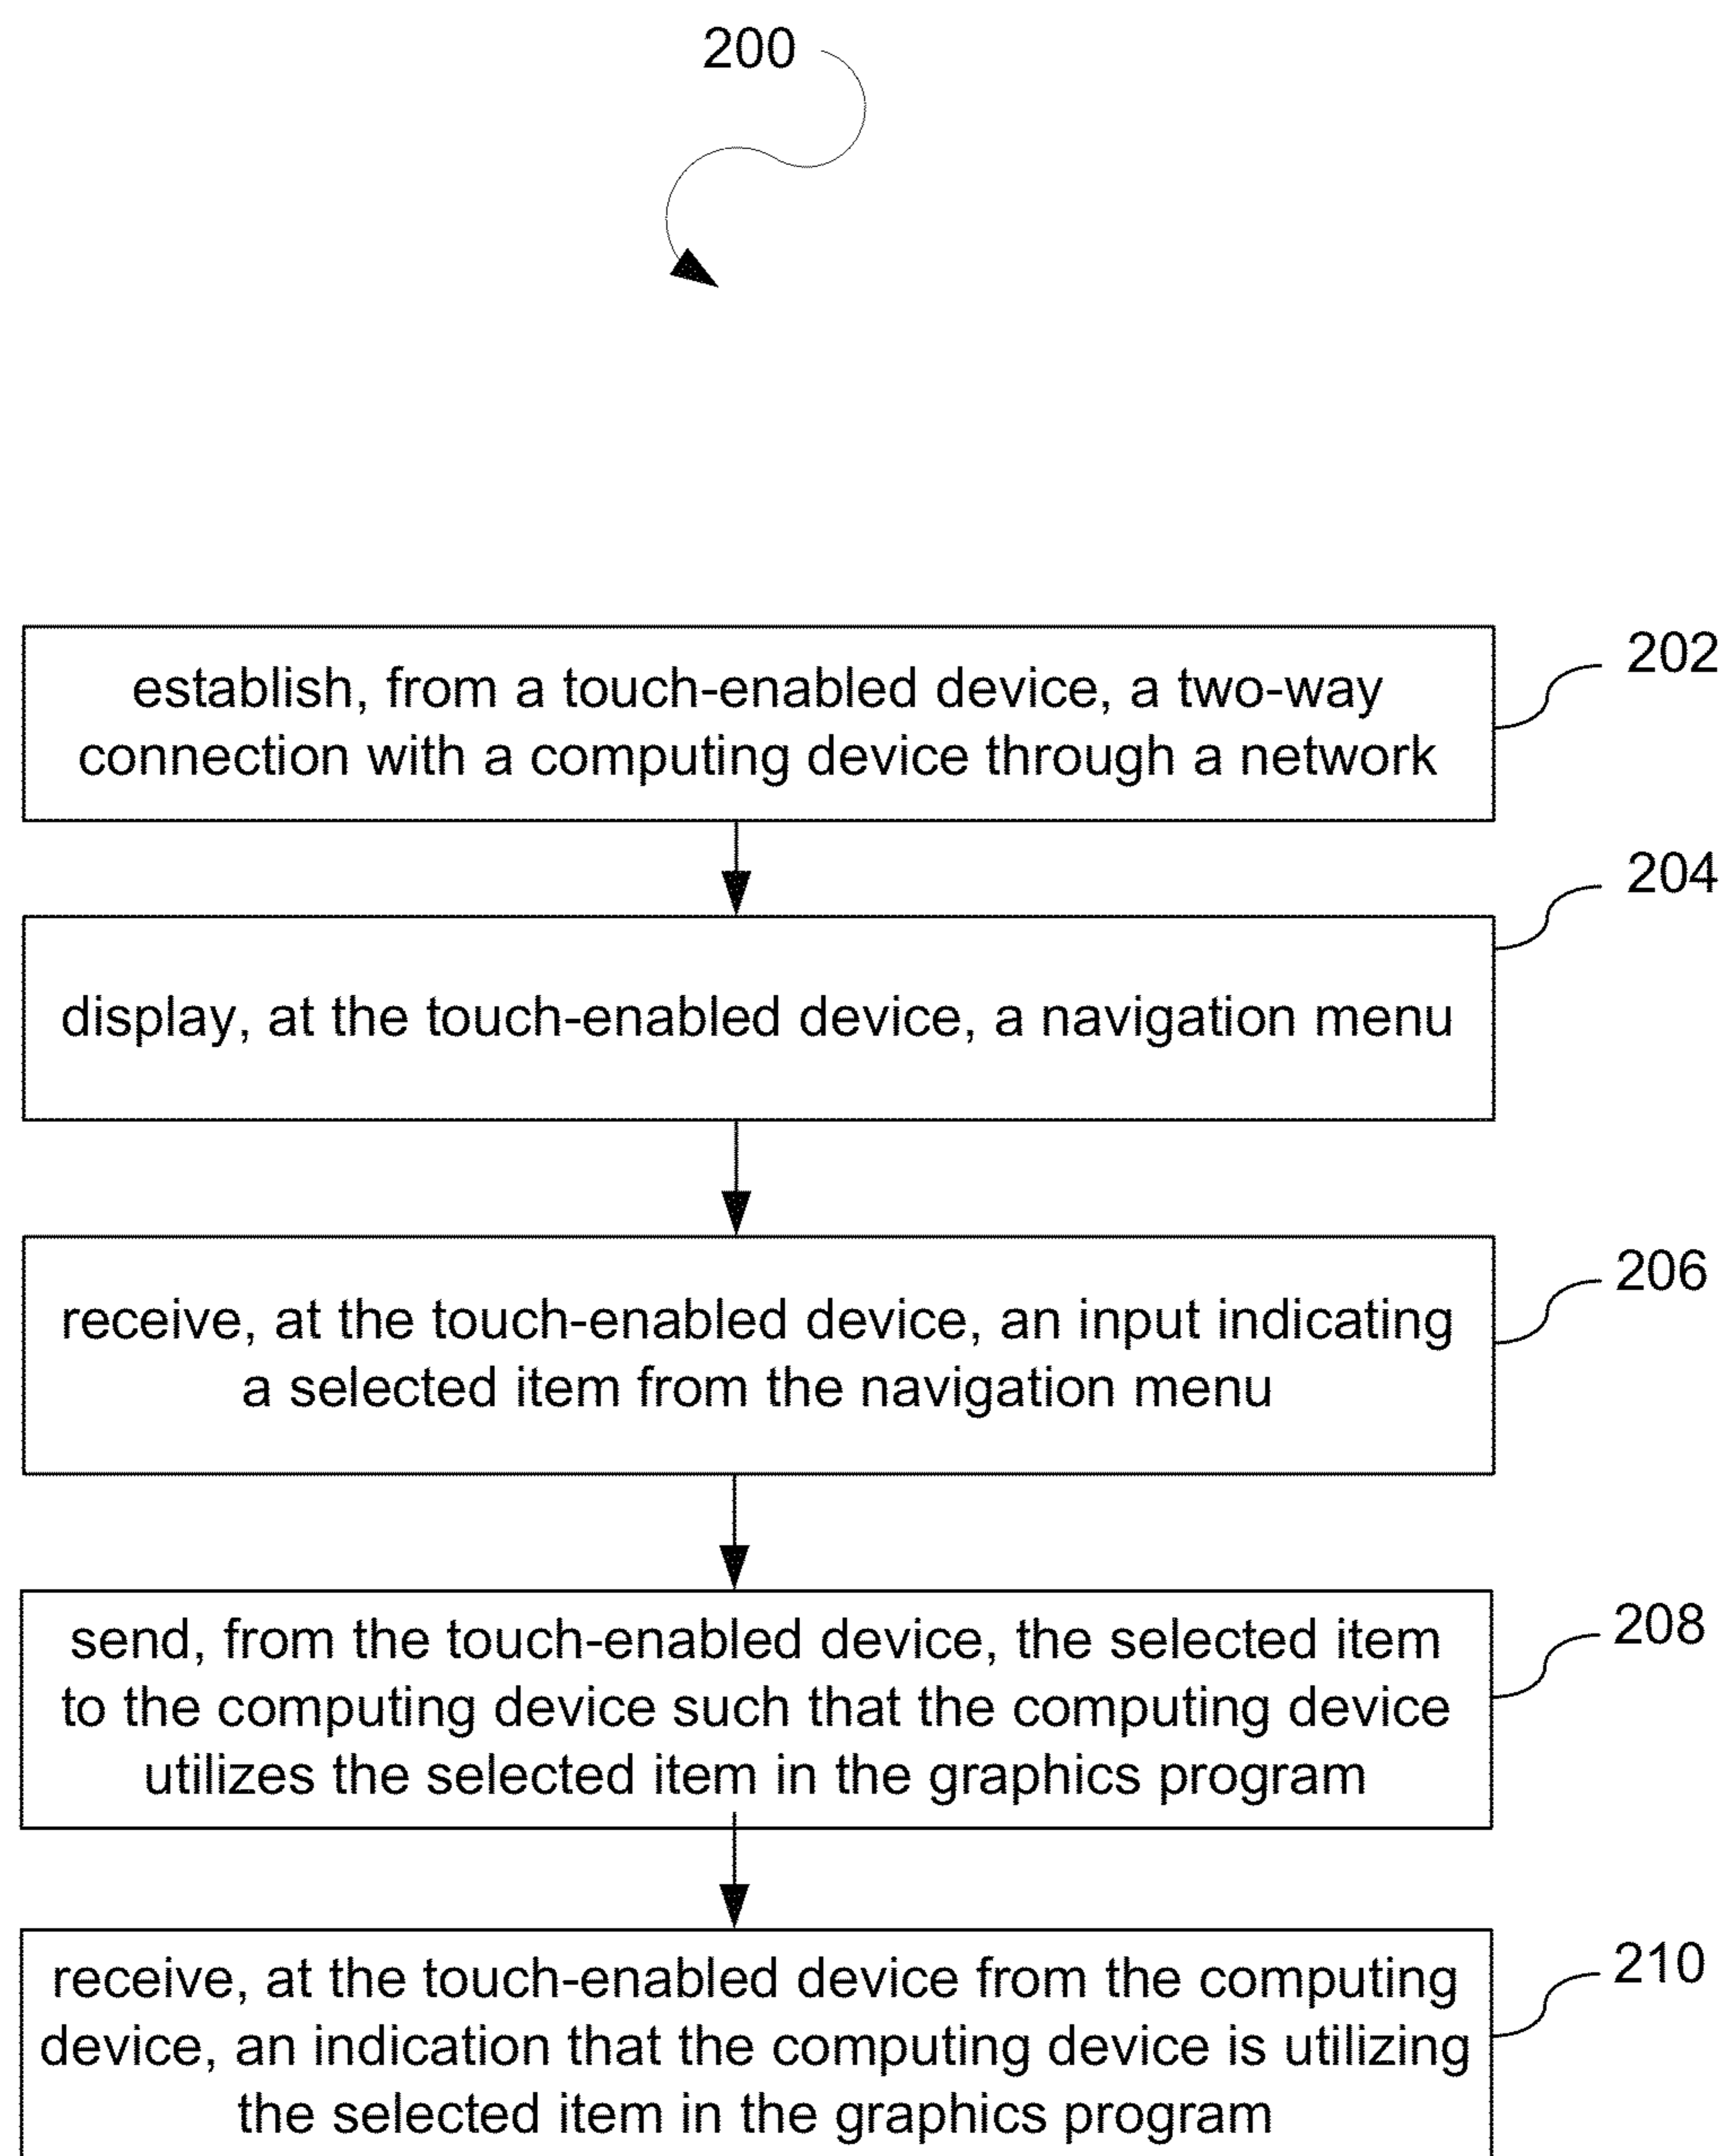 200
establish, from a touch-enabled device, a two-way
connection with a computing device through a network
202
display, at the touch-enabled device, a navigation menu
204
receive, at the touch-enabled device, an input indicating
a selected item from the navigation menu
206
send, from the touch-enabled device, the selected item
to the computing device such that the computing device
utilizes the selected item in the graphics program
208
receive, at the touch-enabled device from the computing
device, an indication that the computing device is utilizing
the selected item in the graphics program
210